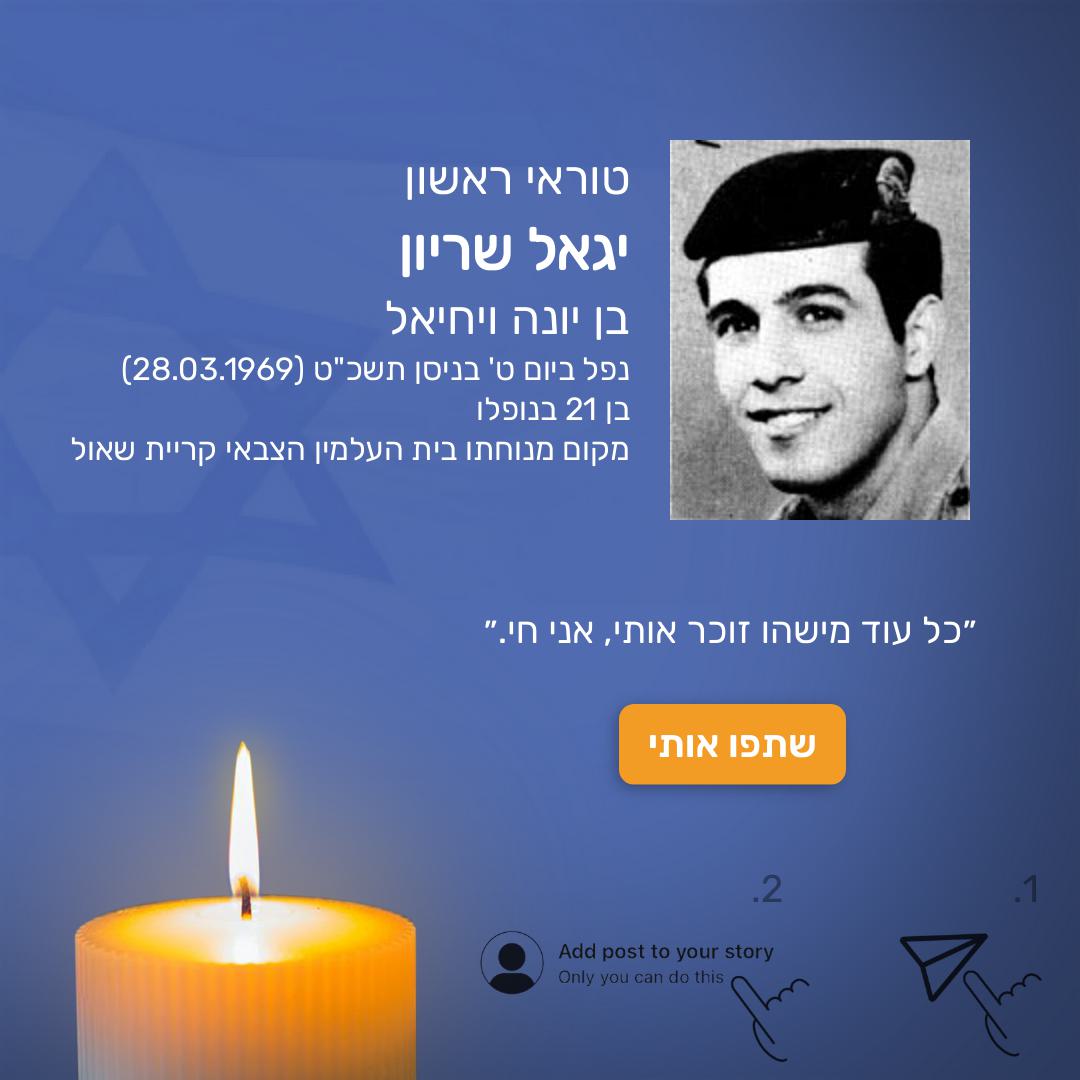 טוראי ראשון
יגאל שריון
בן יונה ויחיאל
נפל ביום ט' בניסן תשכ"ט (28.03.1969)
בן 21 בנופלו
מקום מנוחתו בית העלמין הצבאי קריית שאול
״כל עוד מישהו זוכר אותי, אני חי.״
שתפו אותי
.1
.2
Add post to your story
Only you can do this